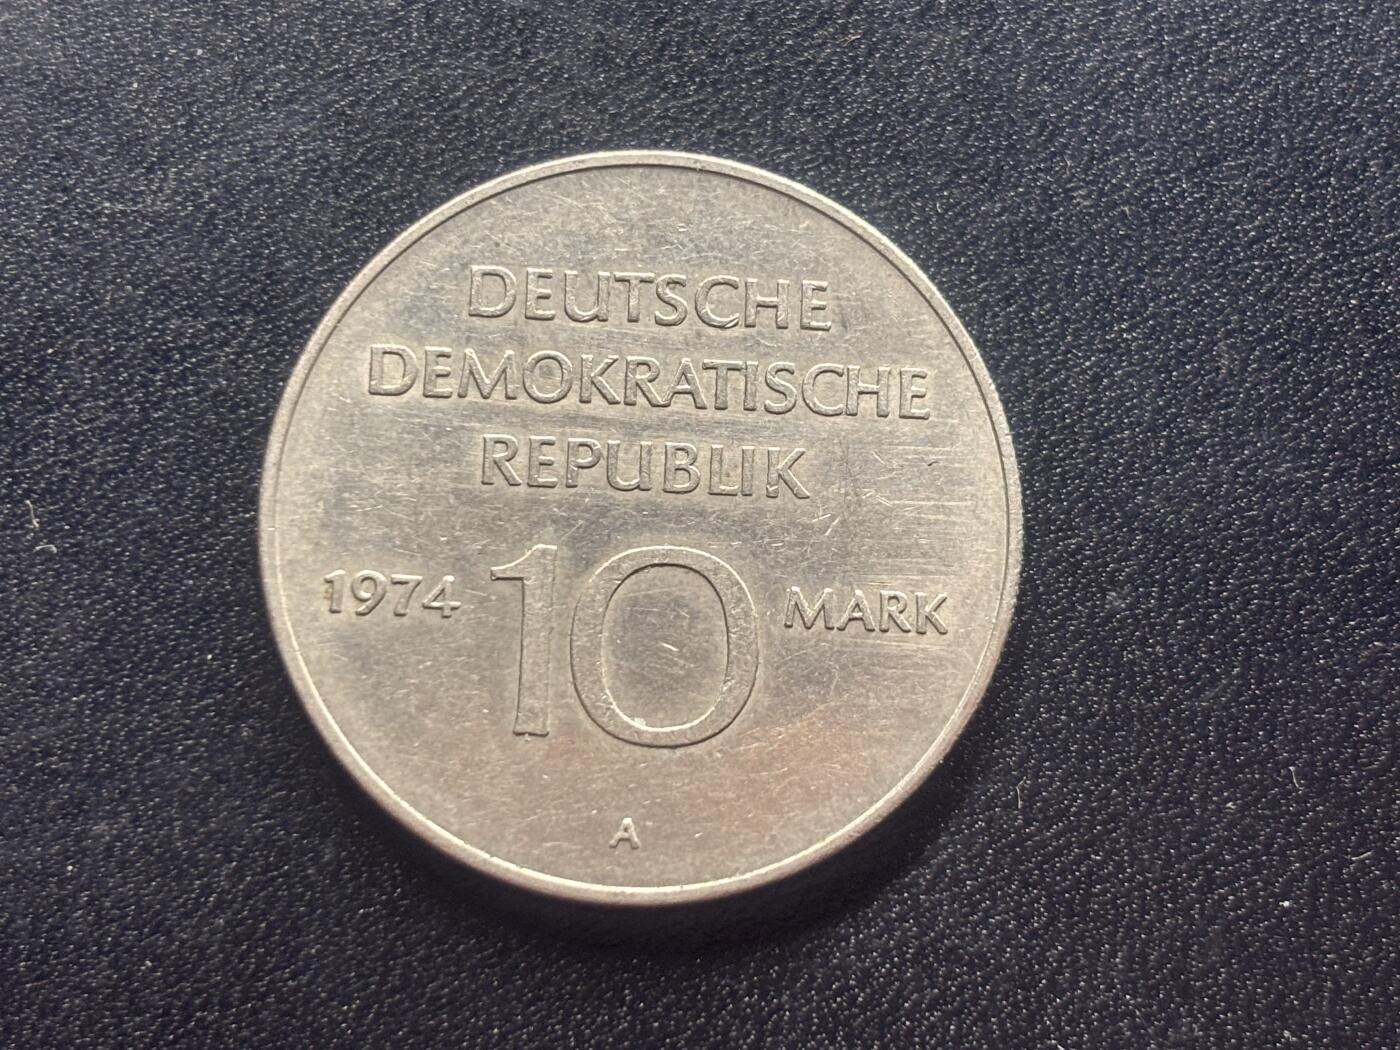 DEUTSCHE
DEMOKRATISCHE
REPUBLIK
1974 10 MARK
A